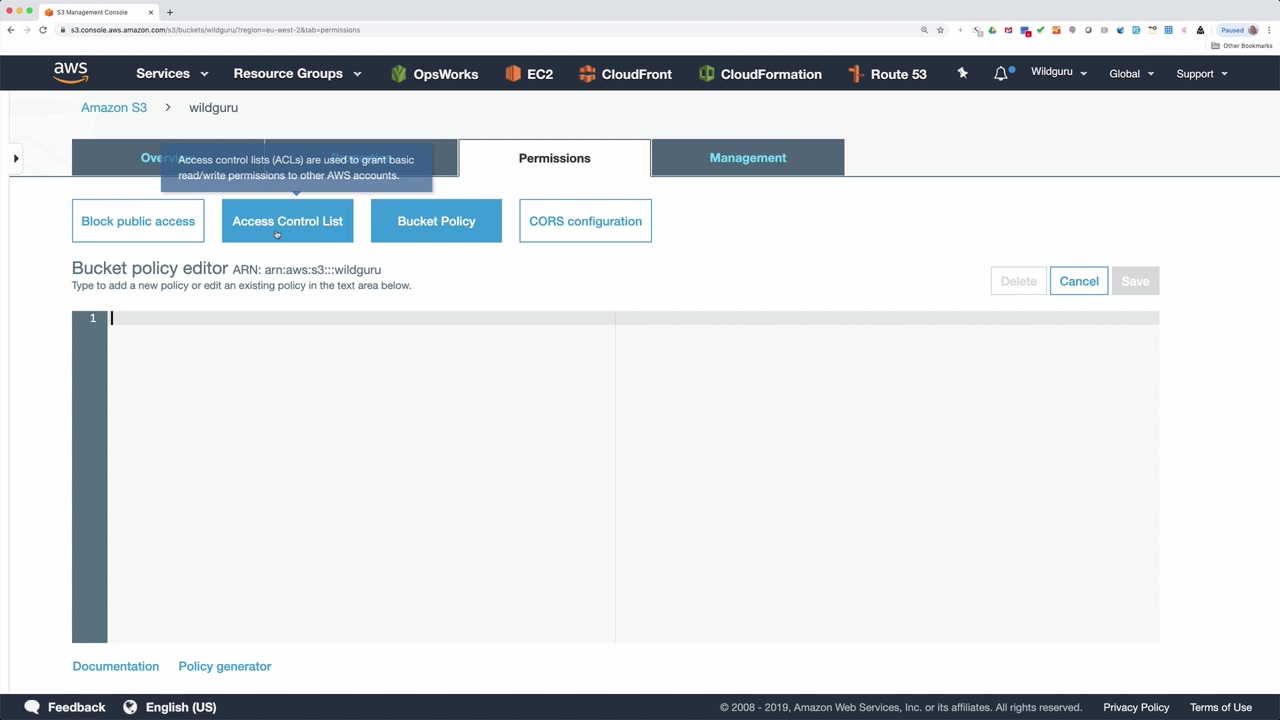 S3 Management Console
s3.console.aws.amazon.com/s3/buckets/wildguru/?region=eu-west-2&tab=permissions
Paused
Other Bookmarks
aws
Services
Resource Groups
OpsWorks
EC2
CloudFront
CloudFormation
Route 53
Wildguru
Global
Support
Amazon S3
wildguru
Access control lists (ACLs) are used to grant basic
read/write permissions to other AWS accounts.
Permissions
Management
Block public access
Access Control List
Bucket Policy
CORS configuration
Bucket policy editor ARN: arn:aws:s3:::wildguru
Type to add a new policy or edit an existing policy in the text area below.
Delete
Cancel
Save
1
Documentation
Policy generator
Feedback
English (US)
© 2008 - 2019, Amazon Web Services, Inc. or its affiliates. All rights reserved.
Privacy Policy
Terms of Use